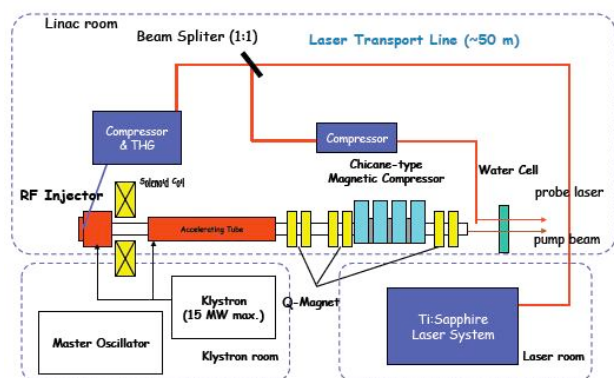 Linac room
Beam Spliter (1:1)
Laser Transport Line (~50 m)
Compressor
& THG
Compressor
Solenoid Coil
Chicane-type
Magnetic Compressor
Water Cell
RF Injector
probe laser
Accelerating Tube
pump beam
Klystron
(15 MW max.)
Q-Magnet
Ti:Sapphire
Laser System
Master Oscillator
Klystron room
Laser room